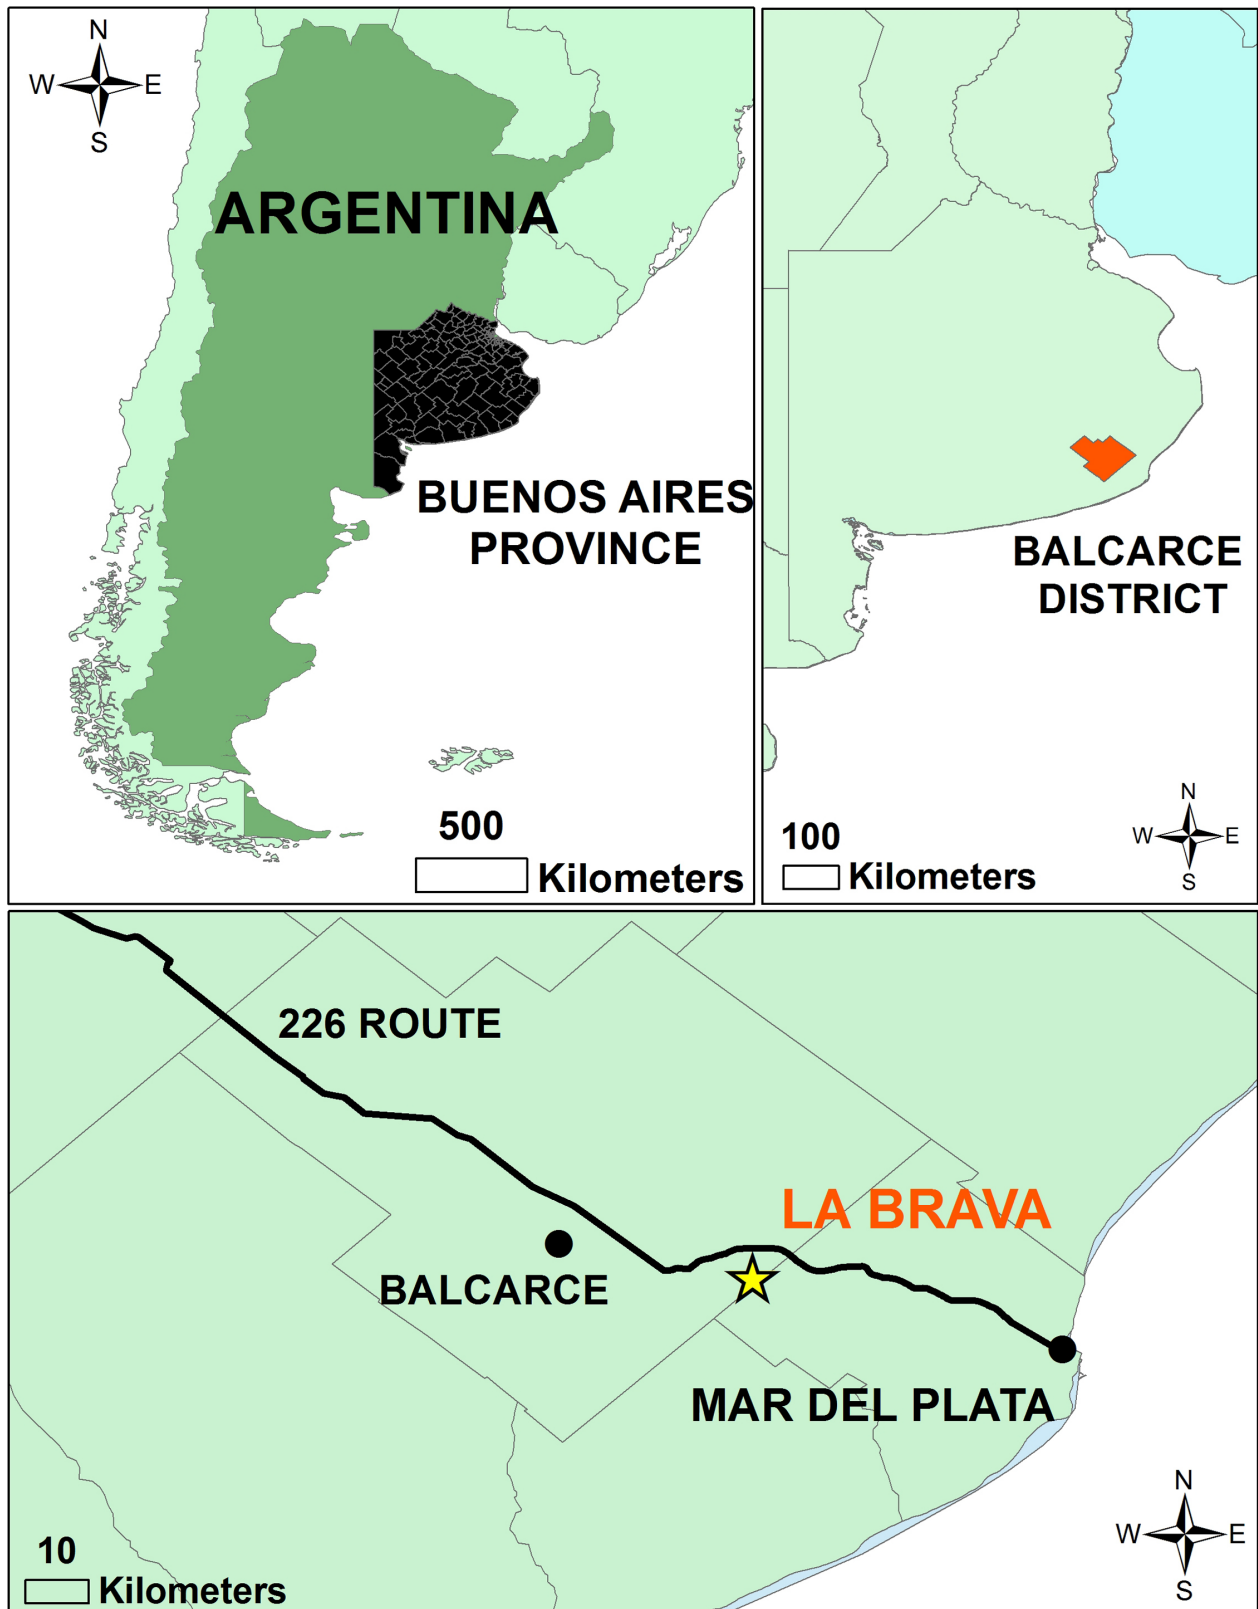 N
W E
S
ARGENTINA
BUENOS AIRES
PROVINCE
500
Kilometers
BALCARCE
DISTRICT
N
W E
S
100
Kilometers
226 ROUTE
LA BRAVA
BALCARCE
MAR DEL PLATA
N
W E
S
10
Kilometers